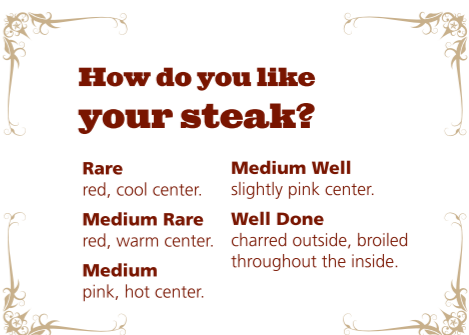 How do you like
your steak?
Rare
red, cool center.
Medium Rare
red, warm center.
Medium
pink, hot center.
Medium Well
slightly pink center.
Well Done
charred outside, broiled
throughout the inside.